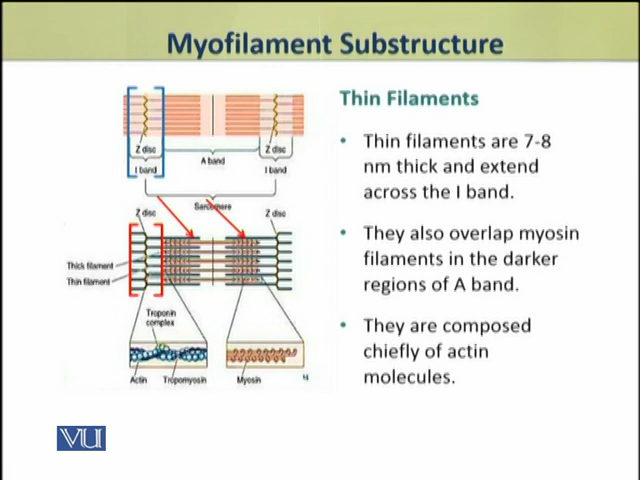 Myofilament Substructure
Thin Filaments
• Thin filaments are 7-8
nm thick and extend
across the I band.
• They also overlap myosin
filaments in the darker
regions of A band.
• They are composed
chiefly of actin
molecules.
Z disc
Z disc
A band
I band
I band
Sarcomere
Z disc
Z disc
Thick filament
Thin filament
Troponin
complex
Actin
Tropomyosin
Myosin
VU